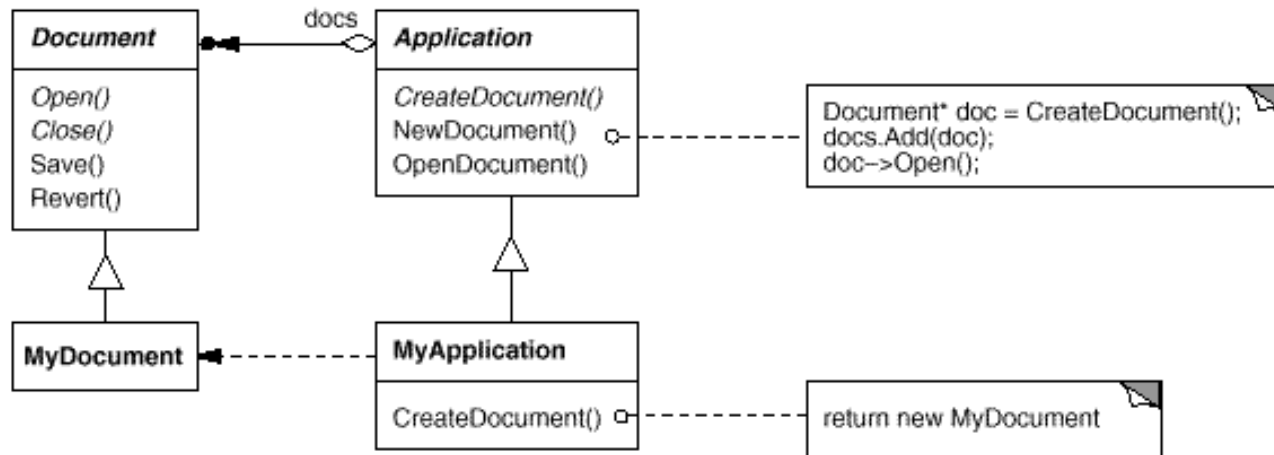 docs
Document
Open()
Close()
Save()
Revert()
Application
CreateDocument()
NewDocument()
OpenDocument()
Document* doc = CreateDocument();
docs.Add(doc);
doc->Open();
MyDocument
MyApplication
CreateDocument()
return new MyDocument